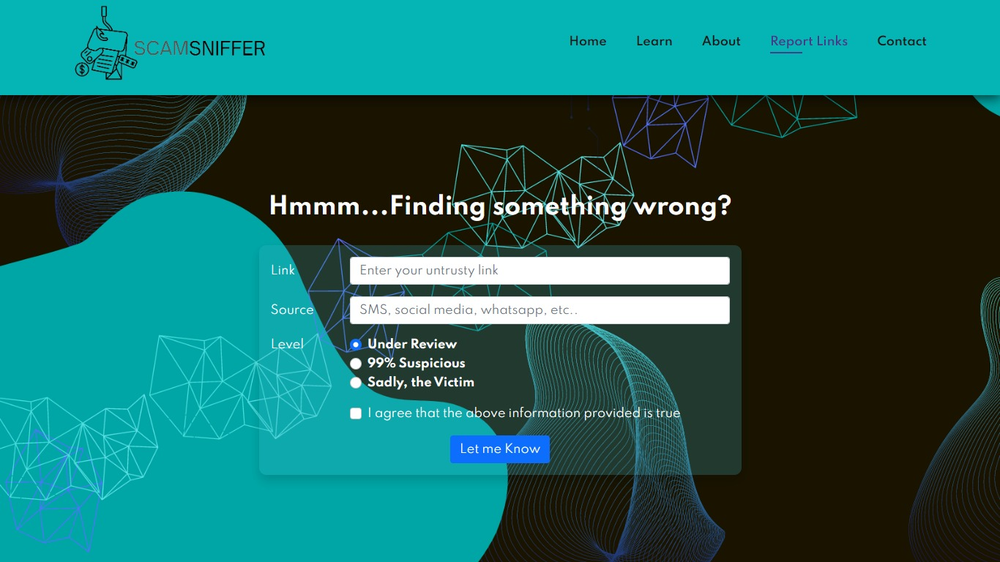 SCAMSNIFFER
Home Learn About Report Links Contact
Hmmm...Finding something wrong?
Link Enter your untrusty link
Source SMS, social media, whatsapp, etc..
Level Under Review
99% Suspicious
Sadly, the Victim
I agree that the above information provided is true
Let me Know